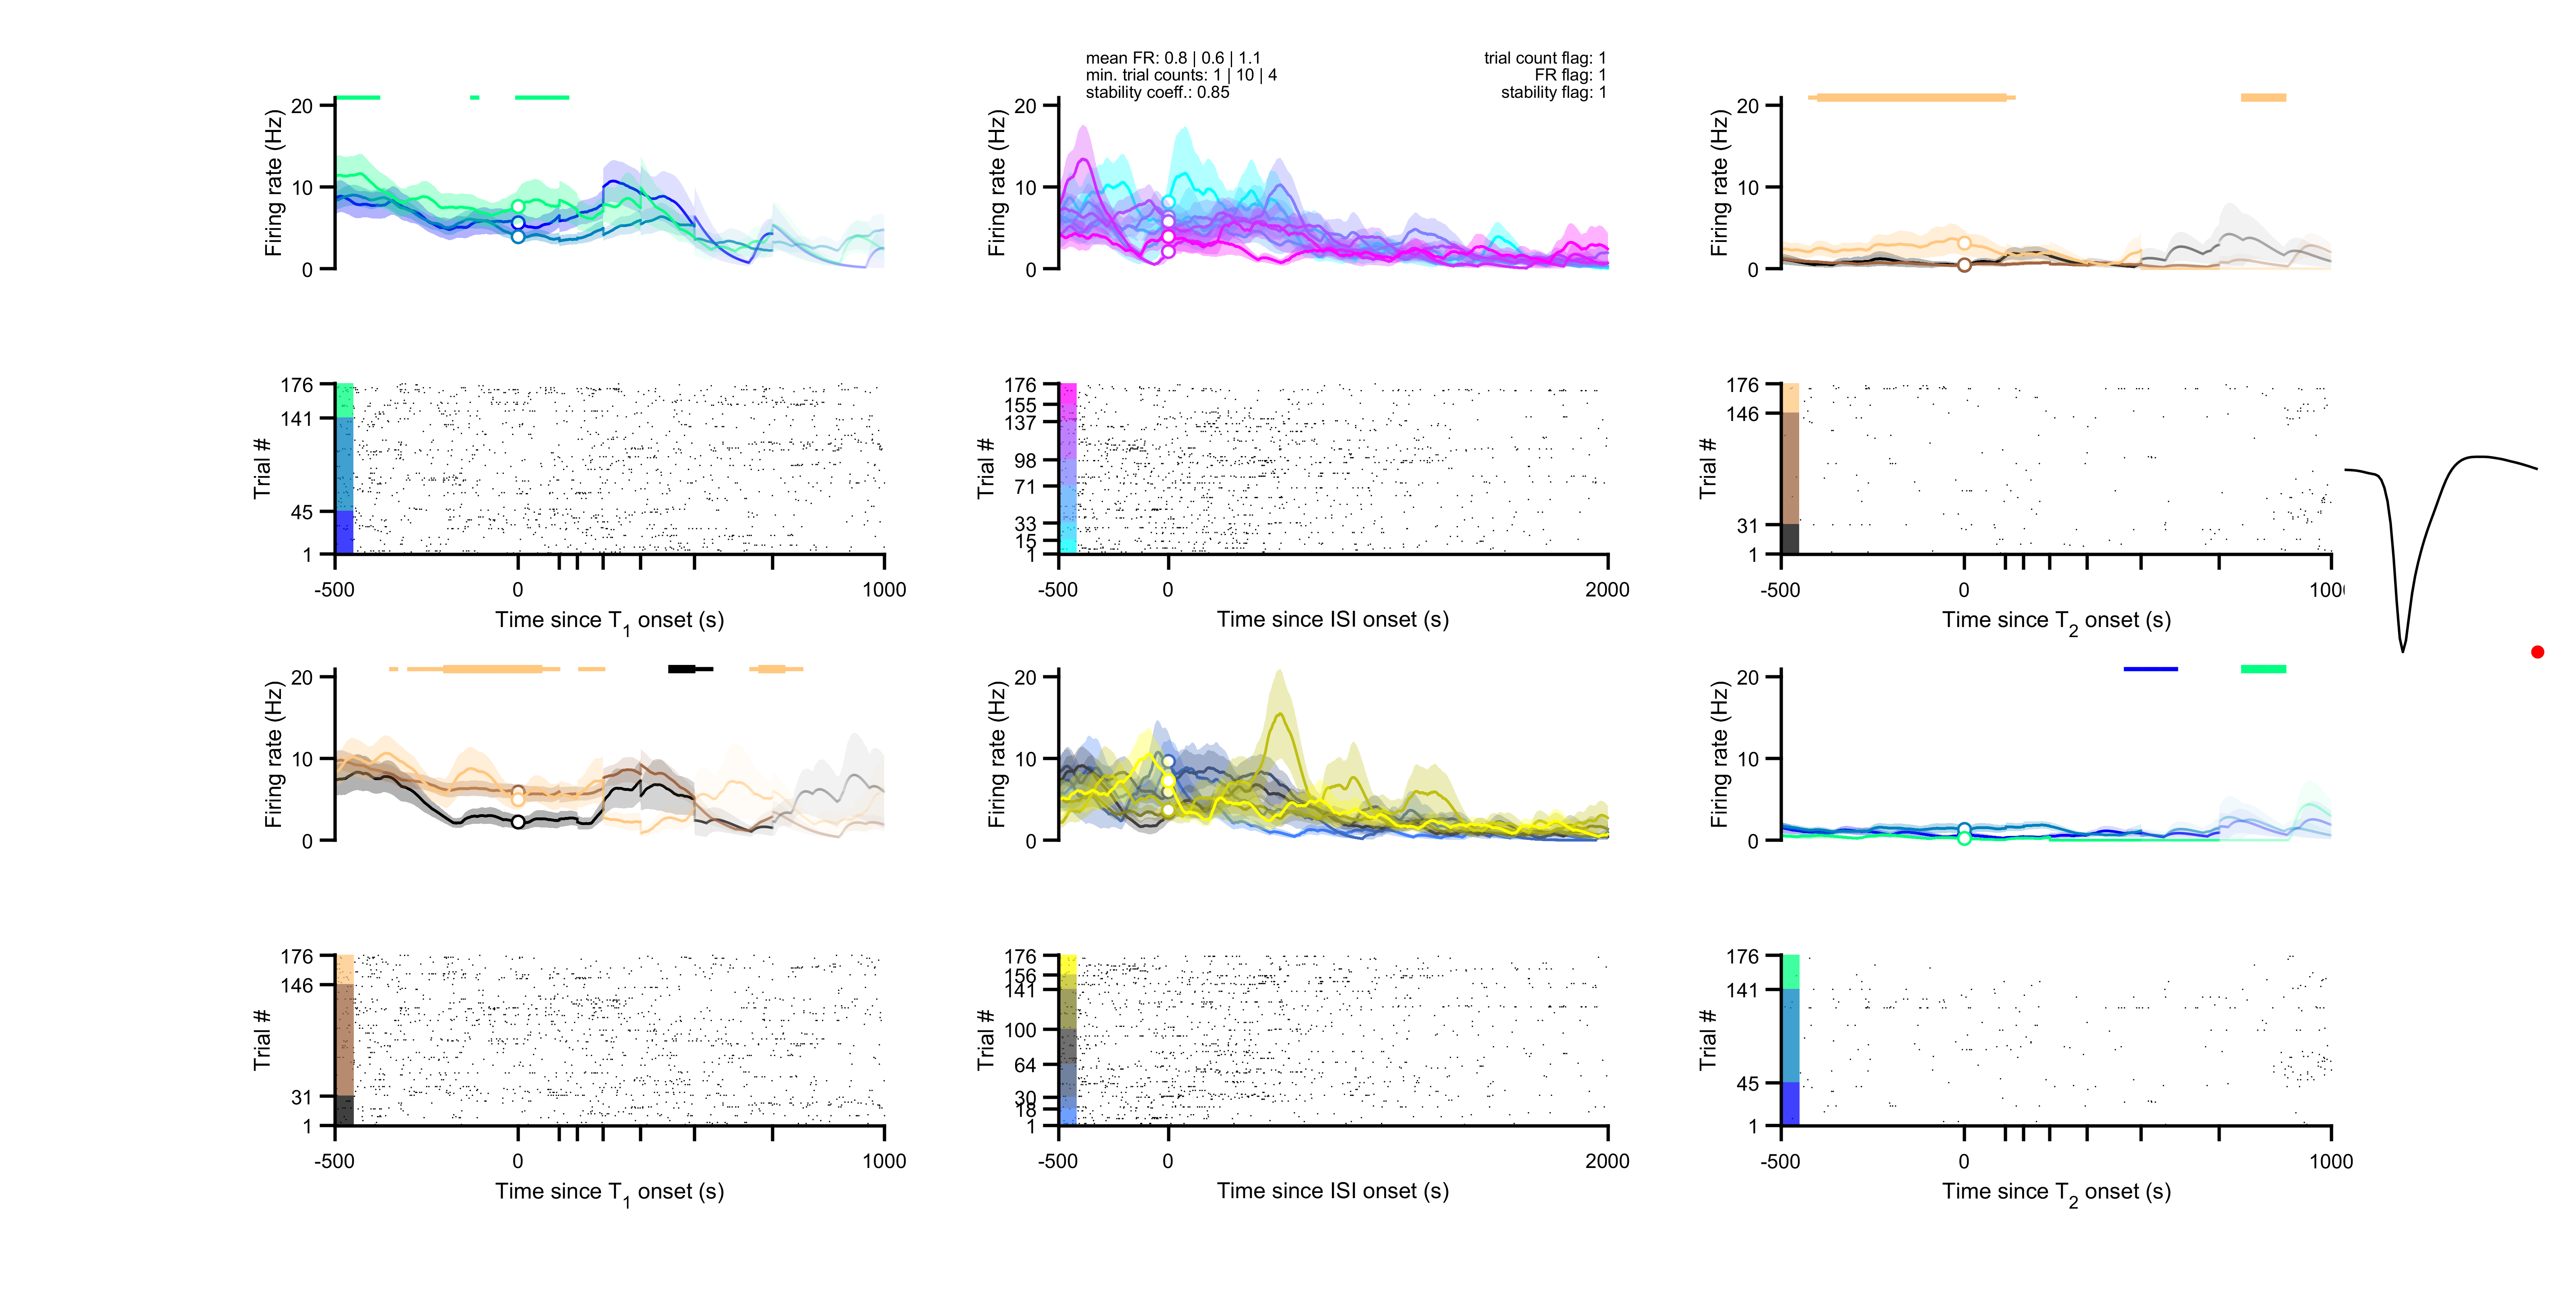 mean FR: 0.8 | 0.6 | 1.1
min. trial counts: 1 | 10 | 4
stability coeff.: 0.85
trial count flag: 1
FR flag: 1
stability flag: 1
20
10
0
Firing rate (Hz)
20
10
0
Firing rate (Hz)
20
10
0
Firing rate (Hz)
176
141
45
1
Trial #
-500
0
1000
Time since T1 onset (s)
176
155
137
98
71
33
15
1
Trial #
-500
0
2000
Time since ISI onset (s)
176
146
31
1
Trial #
-500
0
1000
Time since T2 onset (s)
20
10
0
Firing rate (Hz)
20
10
0
Firing rate (Hz)
20
10
0
Firing rate (Hz)
176
146
31
1
Trial #
-500
0
1000
Time since T1 onset (s)
176
156
141
100
64
30
18
1
Trial #
-500
0
2000
Time since ISI onset (s)
176
141
45
1
Trial #
-500
0
1000
Time since T2 onset (s)